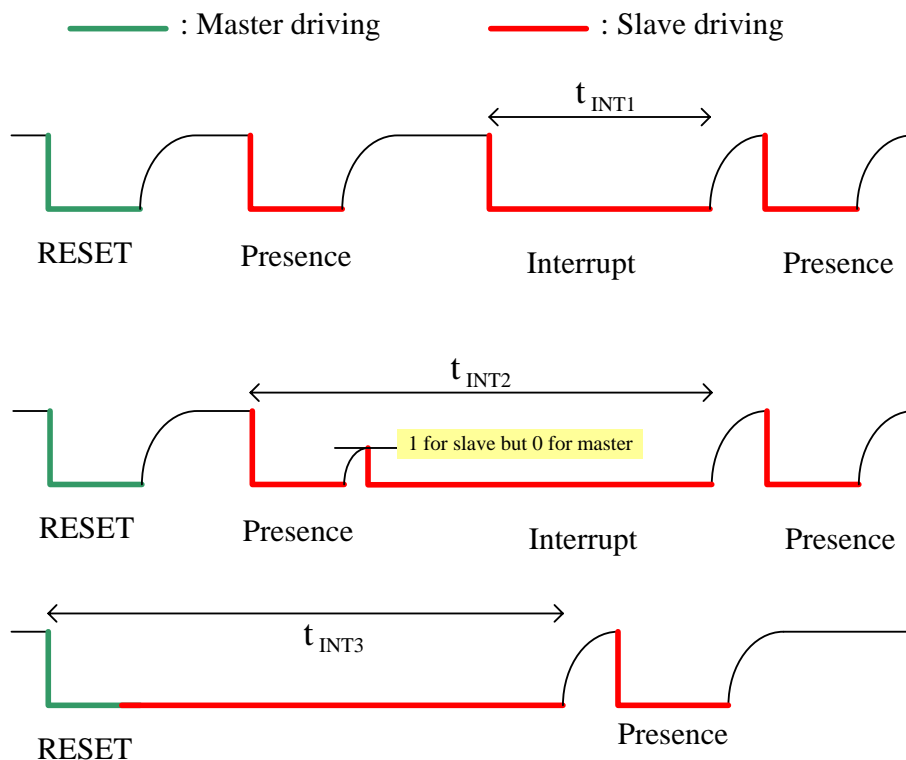 : Master driving : Slave driving
t INT1
RESET Presence Interrupt Presence
t INT2
1 for slave but 0 for master
RESET Presence Interrupt Presence
t INT3
RESET Presence